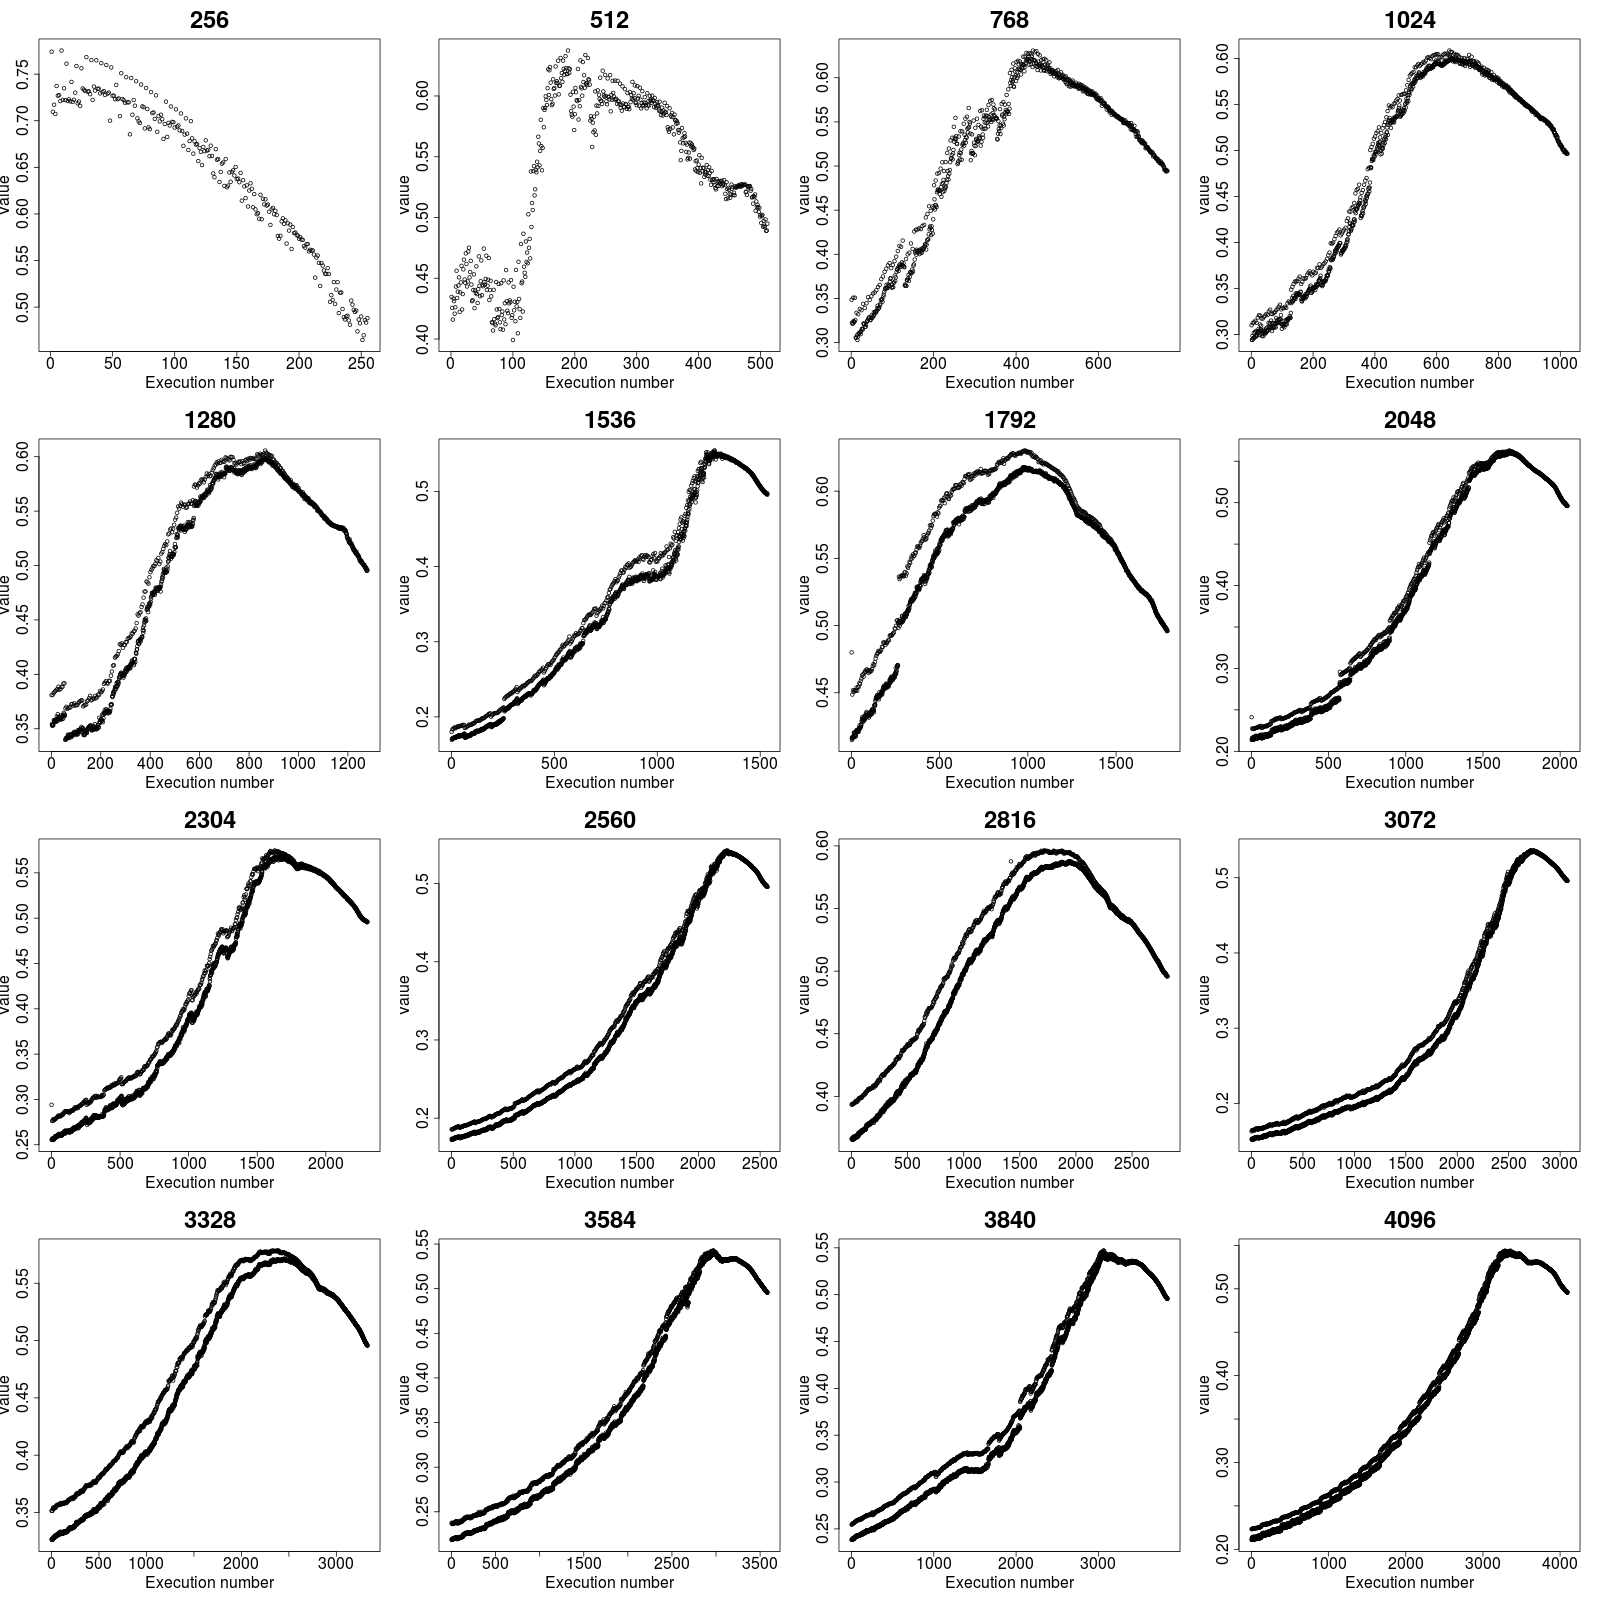 256 512 768 1024
value 0.50 0.55 0.60 0.65 0.70 0.75
0 50 100 150 200 250
Execution number
value 0.40 0.45 0.50 0.55 0.60
0 100 200 300 400 500
Execution number
value 0.30 0.35 0.40 0.45 0.50 0.55 0.60
0 200 400 600
Execution number
value 0.30 0.35 0.40 0.45 0.50 0.55 0.60
0 200 400 600 800 1000
Execution number
1280 1536 1792 2048
value 0.35 0.40 0.45 0.50 0.55 0.60
0 200 400 600 800 1000 1200
Execution number
value 0.2 0.3 0.4 0.5
0 500 1000 1500
Execution number
value 0.45 0.50 0.55 0.60
0 500 1000 1500
Execution number
value 0.20 0.30 0.40 0.50
0 500 1000 1500 2000
Execution number
2304 2560 2816 3072
value 0.25 0.30 0.35 0.40 0.45 0.50 0.55
0 500 1000 1500 2000
Execution number
value 0.2 0.3 0.4 0.5
0 500 1000 1500 2000 2500
Execution number
value 0.40 0.45 0.50 0.55 0.60
0 500 1000 1500 2000 2500
Execution number
value 0.2 0.3 0.4 0.5
0 500 1000 1500 2000 2500 3000
Execution number
3328 3584 3840 4096
value 0.35 0.40 0.45 0.50 0.55
0 500 1000 2000 3000
Execution number
value 0.25 0.30 0.35 0.40 0.45 0.50 0.55
0 500 1500 2500 3500
Execution number
value 0.25 0.30 0.35 0.40 0.45 0.50 0.55
0 1000 2000 3000
Execution number
value 0.20 0.30 0.40 0.50
0 1000 2000 3000 4000
Execution number